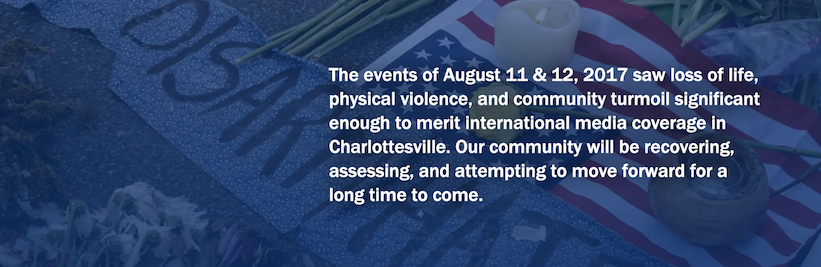 The events of August 11 & 12, 2017 saw loss of life,
physical violence, and community turmoil significant
enough to merit international media coverage in
Charlottesville. Our community will be recovering,
assessing, and attempting to move forward for a
long time to come.